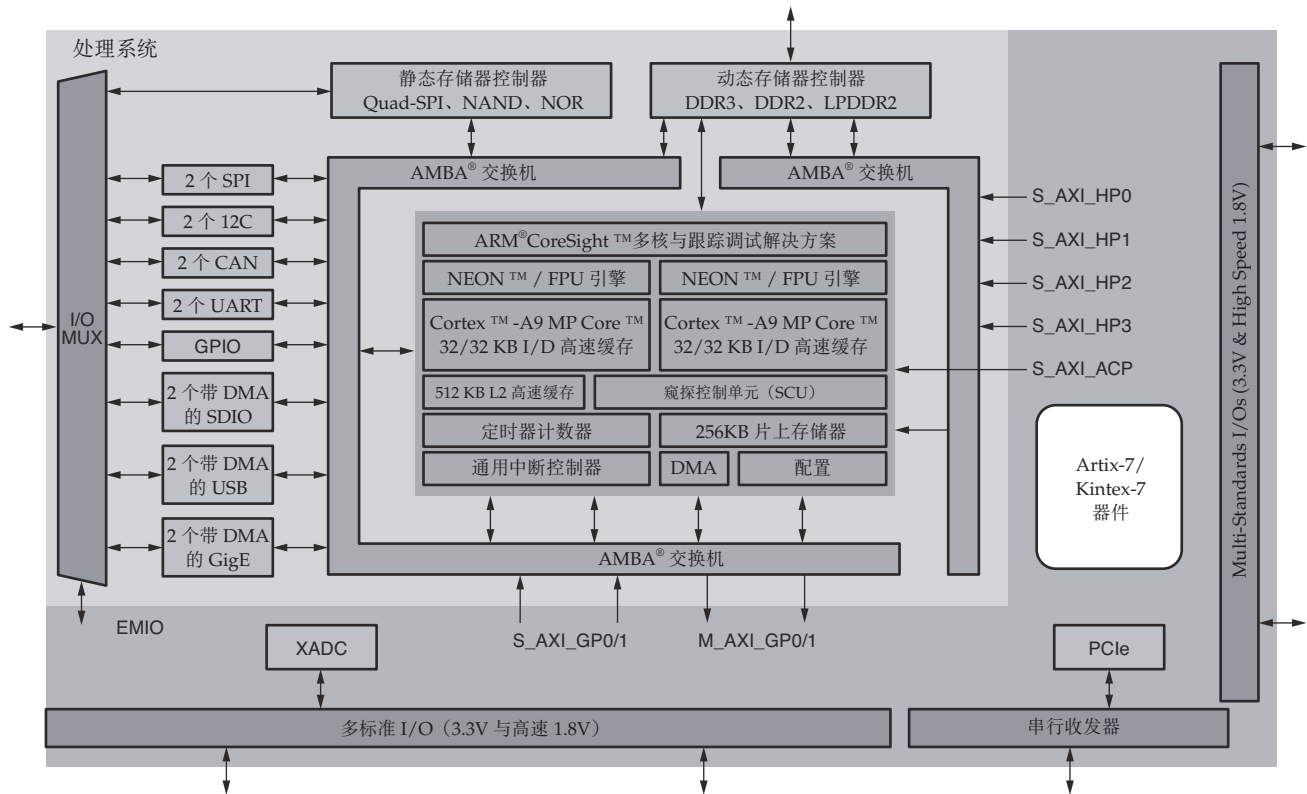 处理系统
静态存储器控制器
Quad-SPI、NAND、NOR
动态存储器控制器
DDR3、DDR2、LPDDR2
AMBA® 交换机
AMBA® 交换机
I/O
MUX
2 个 SPI
2 个 12C
2 个 CAN
2 个 UART
GPIO
2 个带 DMA
的 SDIO
2 个带 DMA
的 USB
2 个带 DMA
的 GigE
ARM®CoreSight ™多核与跟踪调试解决方案
NEON ™ / FPU 引擎
NEON ™ / FPU 引擎
Cortex ™ -A9 MP Core ™
32/32 KB I/D 高速缓存
Cortex ™ -A9 MP Core ™
32/32 KB I/D 高速缓存
512 KB L2 高速缓存
窥探控制单元（SCU）
定时器计数器
256KB 片上存储器
通用中断控制器
DMA
配置
AMBA® 交换机
S_AXI_HP0
S_AXI_HP1
S_AXI_HP2
S_AXI_HP3
S_AXI_ACP
Artix-7/
Kintex-7
器件
Multi-Standards I/Os (3.3V & High Speed 1.8V)
EMIO
S_AXI_GP0/1
M_AXI_GP0/1
XADC
PCIe
多标准 I/O（3.3V 与高速 1.8V）
串行收发器